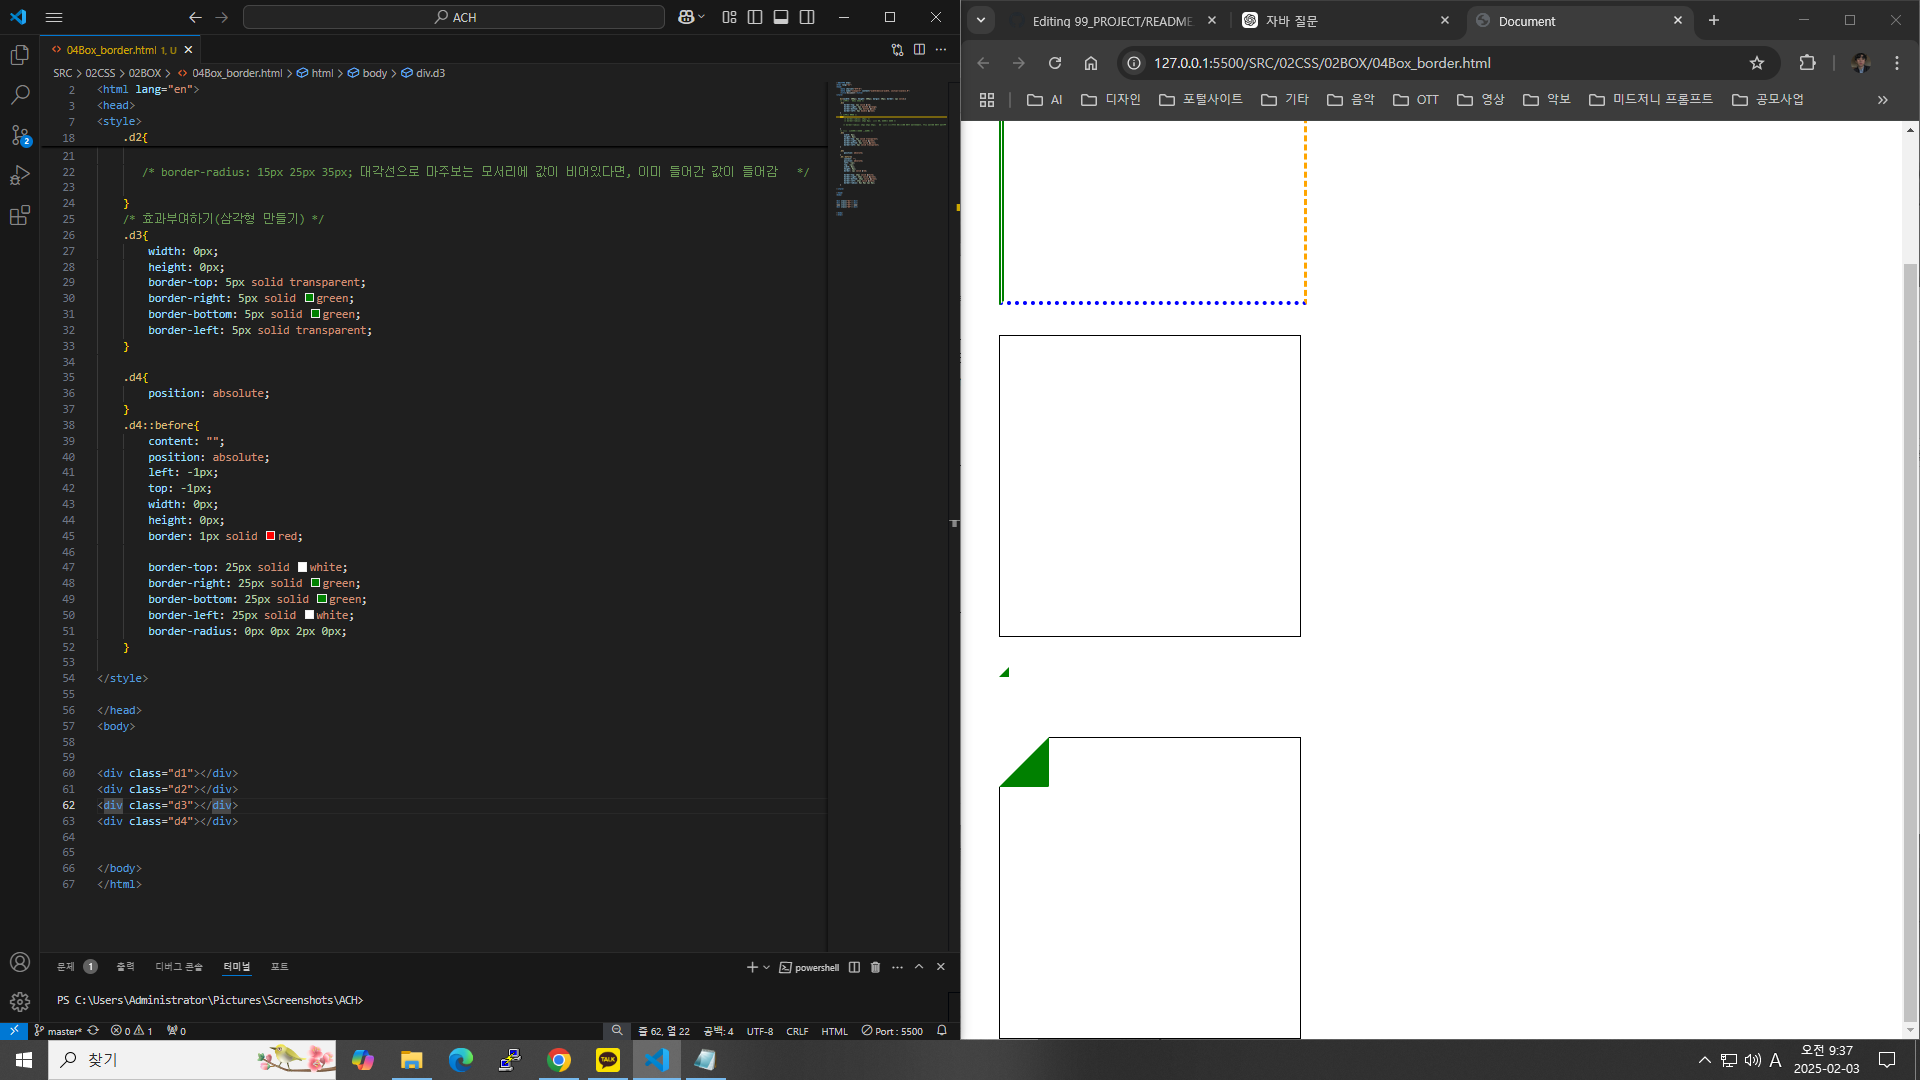 ACH
04Box_border.html 1, U
SRC > 02CSS > 02BOX > 04Box_border.html > html > body > div.d3
2 <html lang="en">
3 <head>
7 <style>
18 .d2{
21
22 /* border-radius: 15px 25px 35px; 대각선으로 마주보는 모서리에 값이 비어있다면, 이미 들어간 값이 들어감 */
23
24 }
25 /* 효과부여하기(삼각형 만들기) */
26 .d3{
27 width: 0px;
28 height: 0px;
29 border-top: 5px solid transparent;
30 border-right: 5px solid green;
31 border-bottom: 5px solid green;
32 border-left: 5px solid transparent;
33 }
34
35 .d4{
36 position: absolute;
37 }
38 .d4::before{
39 content: "";
40 position: absolute;
41 left: -1px;
42 top: -1px;
43 width: 0px;
44 height: 0px;
45 border: 1px solid red;
46
47 border-top: 25px solid white;
48 border-right: 25px solid green;
49 border-bottom: 25px solid green;
50 border-left: 25px solid white;
51 border-radius: 0px 0px 2px 0px;
52 }
53
54 </style>
55
56 </head>
57 <body>
58
59
60 <div class="d1"></div>
61 <div class="d2"></div>
62 <div class="d3"></div>
63 <div class="d4"></div>
64
65
66 </body>
67 </html>
문제 1 출력 디버그 콘솔 터미널 포트
powershell
PS C:\Users\Administrator\Pictures\Screenshots\ACH>
master* 0 1 0 줄 62, 열 22 공백: 4 UTF-8 CRLF HTML Port : 5500
Editing 99_PROJECT/README
자바 질문
Document
127.0.0.1:5500/SRC/02CSS/02BOX/04Box_border.html
AI 디자인 포털사이트 기타 음악 OTT 영상 악보 미드저니 프롬프트 공모사업
찾기
TALK
A
오전 9:37
2025-02-03